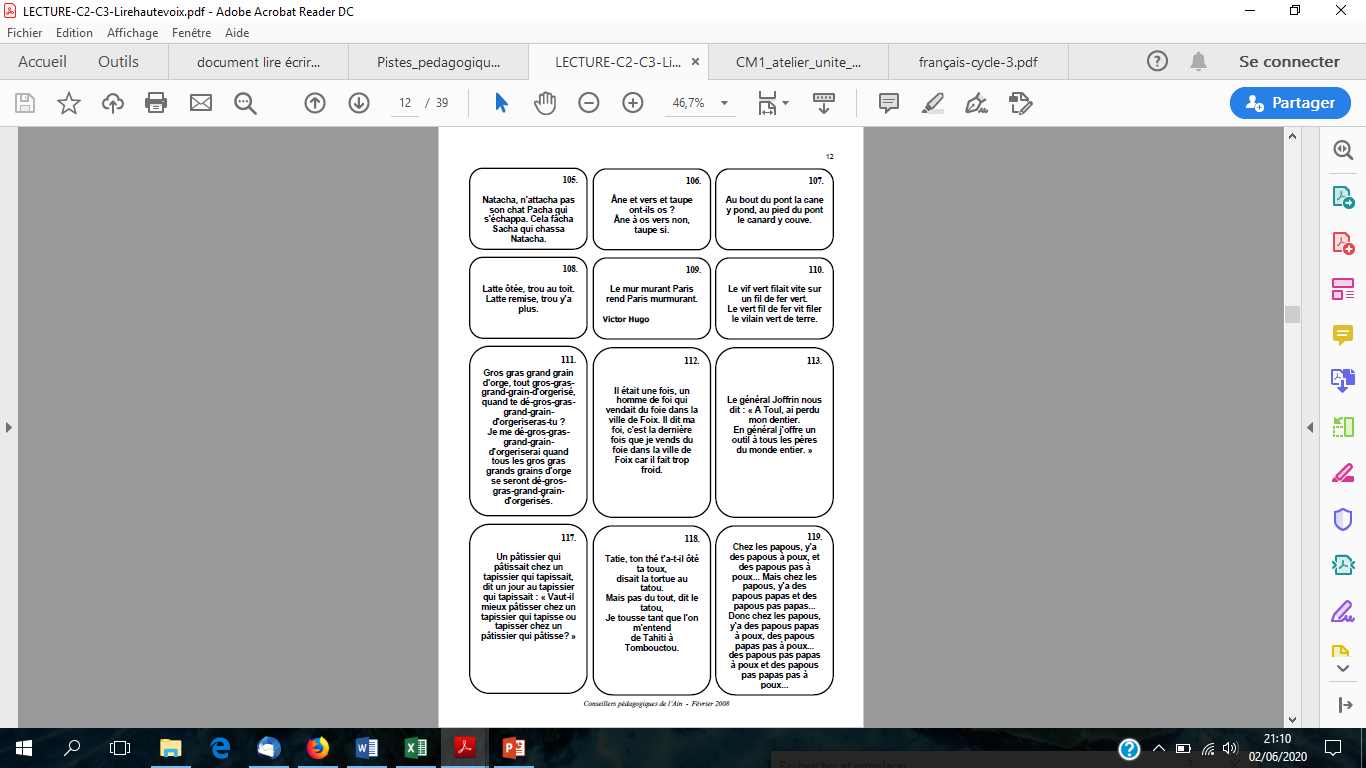 LECTURE-C2-C3-Lirehautevoix.pdf - Adobe Acrobat Reader DC
Fichier Edition Affichage Fenêtre Aide
Accueil Outils document lire écrir... Pistes_pedagogiqu... LECTURE-C2-C3-Li... × CM1_atelier_unite_... français-cycle-3.pdf Se connecter
12 / 39 46,7% Partager
12
105.
Natacha, n'attacha pas
son chat Pacha qui
s'échappa. Cela fâcha
Sacha qui chassa
Natacha.
106.
Âne et vers et taupe
ont-ils os ?
Âne à os vers non,
taupe si.
107.
Au bout du pont la cane
y pond, au pied du pont
le canard y couve.
108.
Latte ôtée, trou au toit.
Latte remise, trou y'a
plus.
109.
Le mur murant Paris
rend Paris murmurant.
Victor Hugo
110.
Le vif vert filait vite sur
un fil de fer vert.
Le vert fil de fer vit filer
le vilain vert de terre.
111.
Gros gras grand grain
d'orge, tout gros-gras-
grand-grain-d'orgerisé,
quand te dé-gros-gras-
grand-grain-
d'orgeriseras-tu ?
Je me dé-gros-gras-
grand-grain-
d'orgeriserai quand
tous les gros gras
grands grains d'orge
se seront dé-gros-
gras-grand-grain-
d'orgerisés.
112.
Il était une fois, un
homme de foi qui
vendait du foie dans la
ville de Foix. Il dit ma
foi, c'est la dernière
fois que je vends du
foie dans la ville de
Foix car il fait trop
froid.
113.
Le général Joffrin nous
dit : « A Toul, ai perdu
mon dentier.
En général j'offre un
outil à tous les pères
du monde entier. »
117.
Un pâtissier qui
pâtissait chez un
tapissier qui tapissait,
dit un jour au tapissier
qui tapissait : « Vaut-il
mieux pâtisser chez un
tapissier qui tapisse ou
tapisser chez un
pâtissier qui pâtisse? »
118.
Tatie, ton thé t'a-t-il ôté
ta toux,
disait la tortue au
tatou.
Mais pas du tout, dit le
tatou,
Je tousse tant que l'on
m'entend
de Tahiti à
Tombouctou.
119.
Chez les papous, y'a
des papous à poux, et
des papous pas à
poux... Mais chez les
papous, y'a des
papous papas et des
papous pas papas...
Donc chez les papous,
y'a des papous papas
à poux, des papous
papas pas à poux...
des papous pas papas
à poux et des papous
pas papas pas à
poux...
Conseillers pédagogiques de l'Ain - Février 2008
Rechercher et remplacer
21:10
02/06/2020